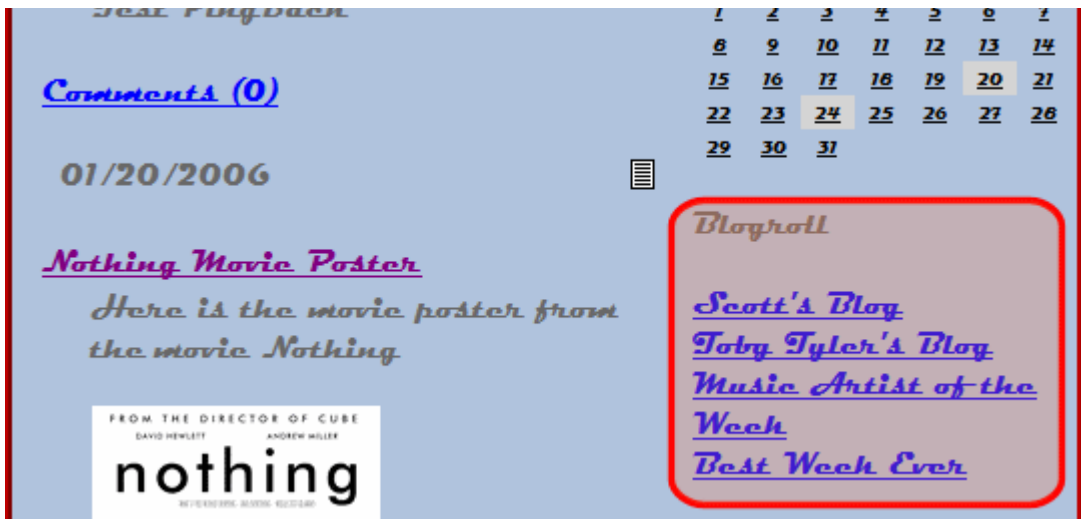 Test PingBack
Comments (0)
01/20/2006
Nothing Movie Poster
Here is the movie poster from
the movie Nothing
FROM THE DIRECTOR OF CUBE
DAVID HEWLETT ANDREW MILLER
nothing
1 2 3 4 5 6 7
8 9 10 11 12 13 14
15 16 17 18 19 20 21
22 23 24 25 26 27 28
29 30 31
Blogroll
Scott's Blog
Toby Tyler's Blog
Music Artist of the
Week
Best Week Ever